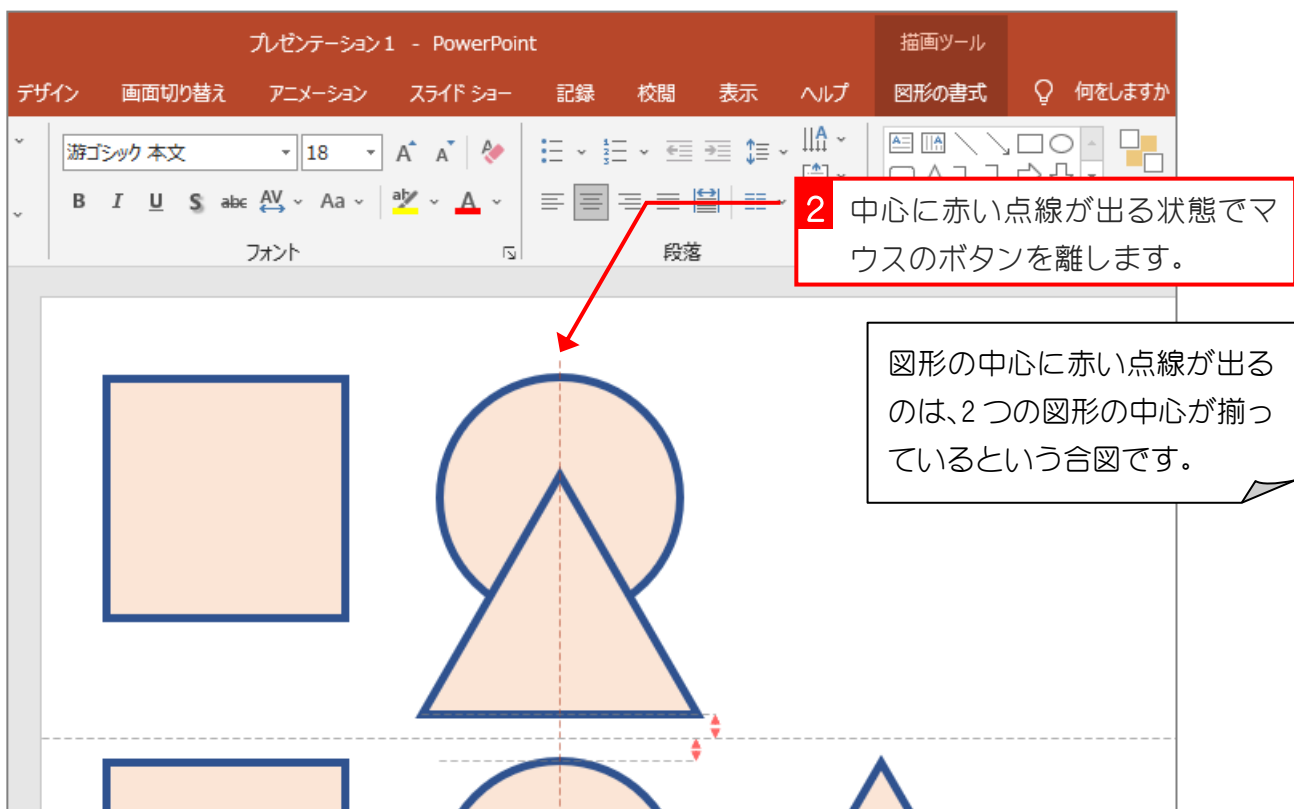 プレゼンテーション1 - PowerPoint 描画ツール
デザイン 画面切り替え アニメーション スライド ショー 記録 校閲 表示 ヘルプ 図形の書式 何をしますか
游ゴシック 本文 18 A A
B I U S abc AV Aa aby A
フォント 段落
2 中心に赤い点線が出る状態でマ
ウスのボタンを離します。
図形の中心に赤い点線が出る
のは、2つの図形の中心が揃っ
ているという合図です。